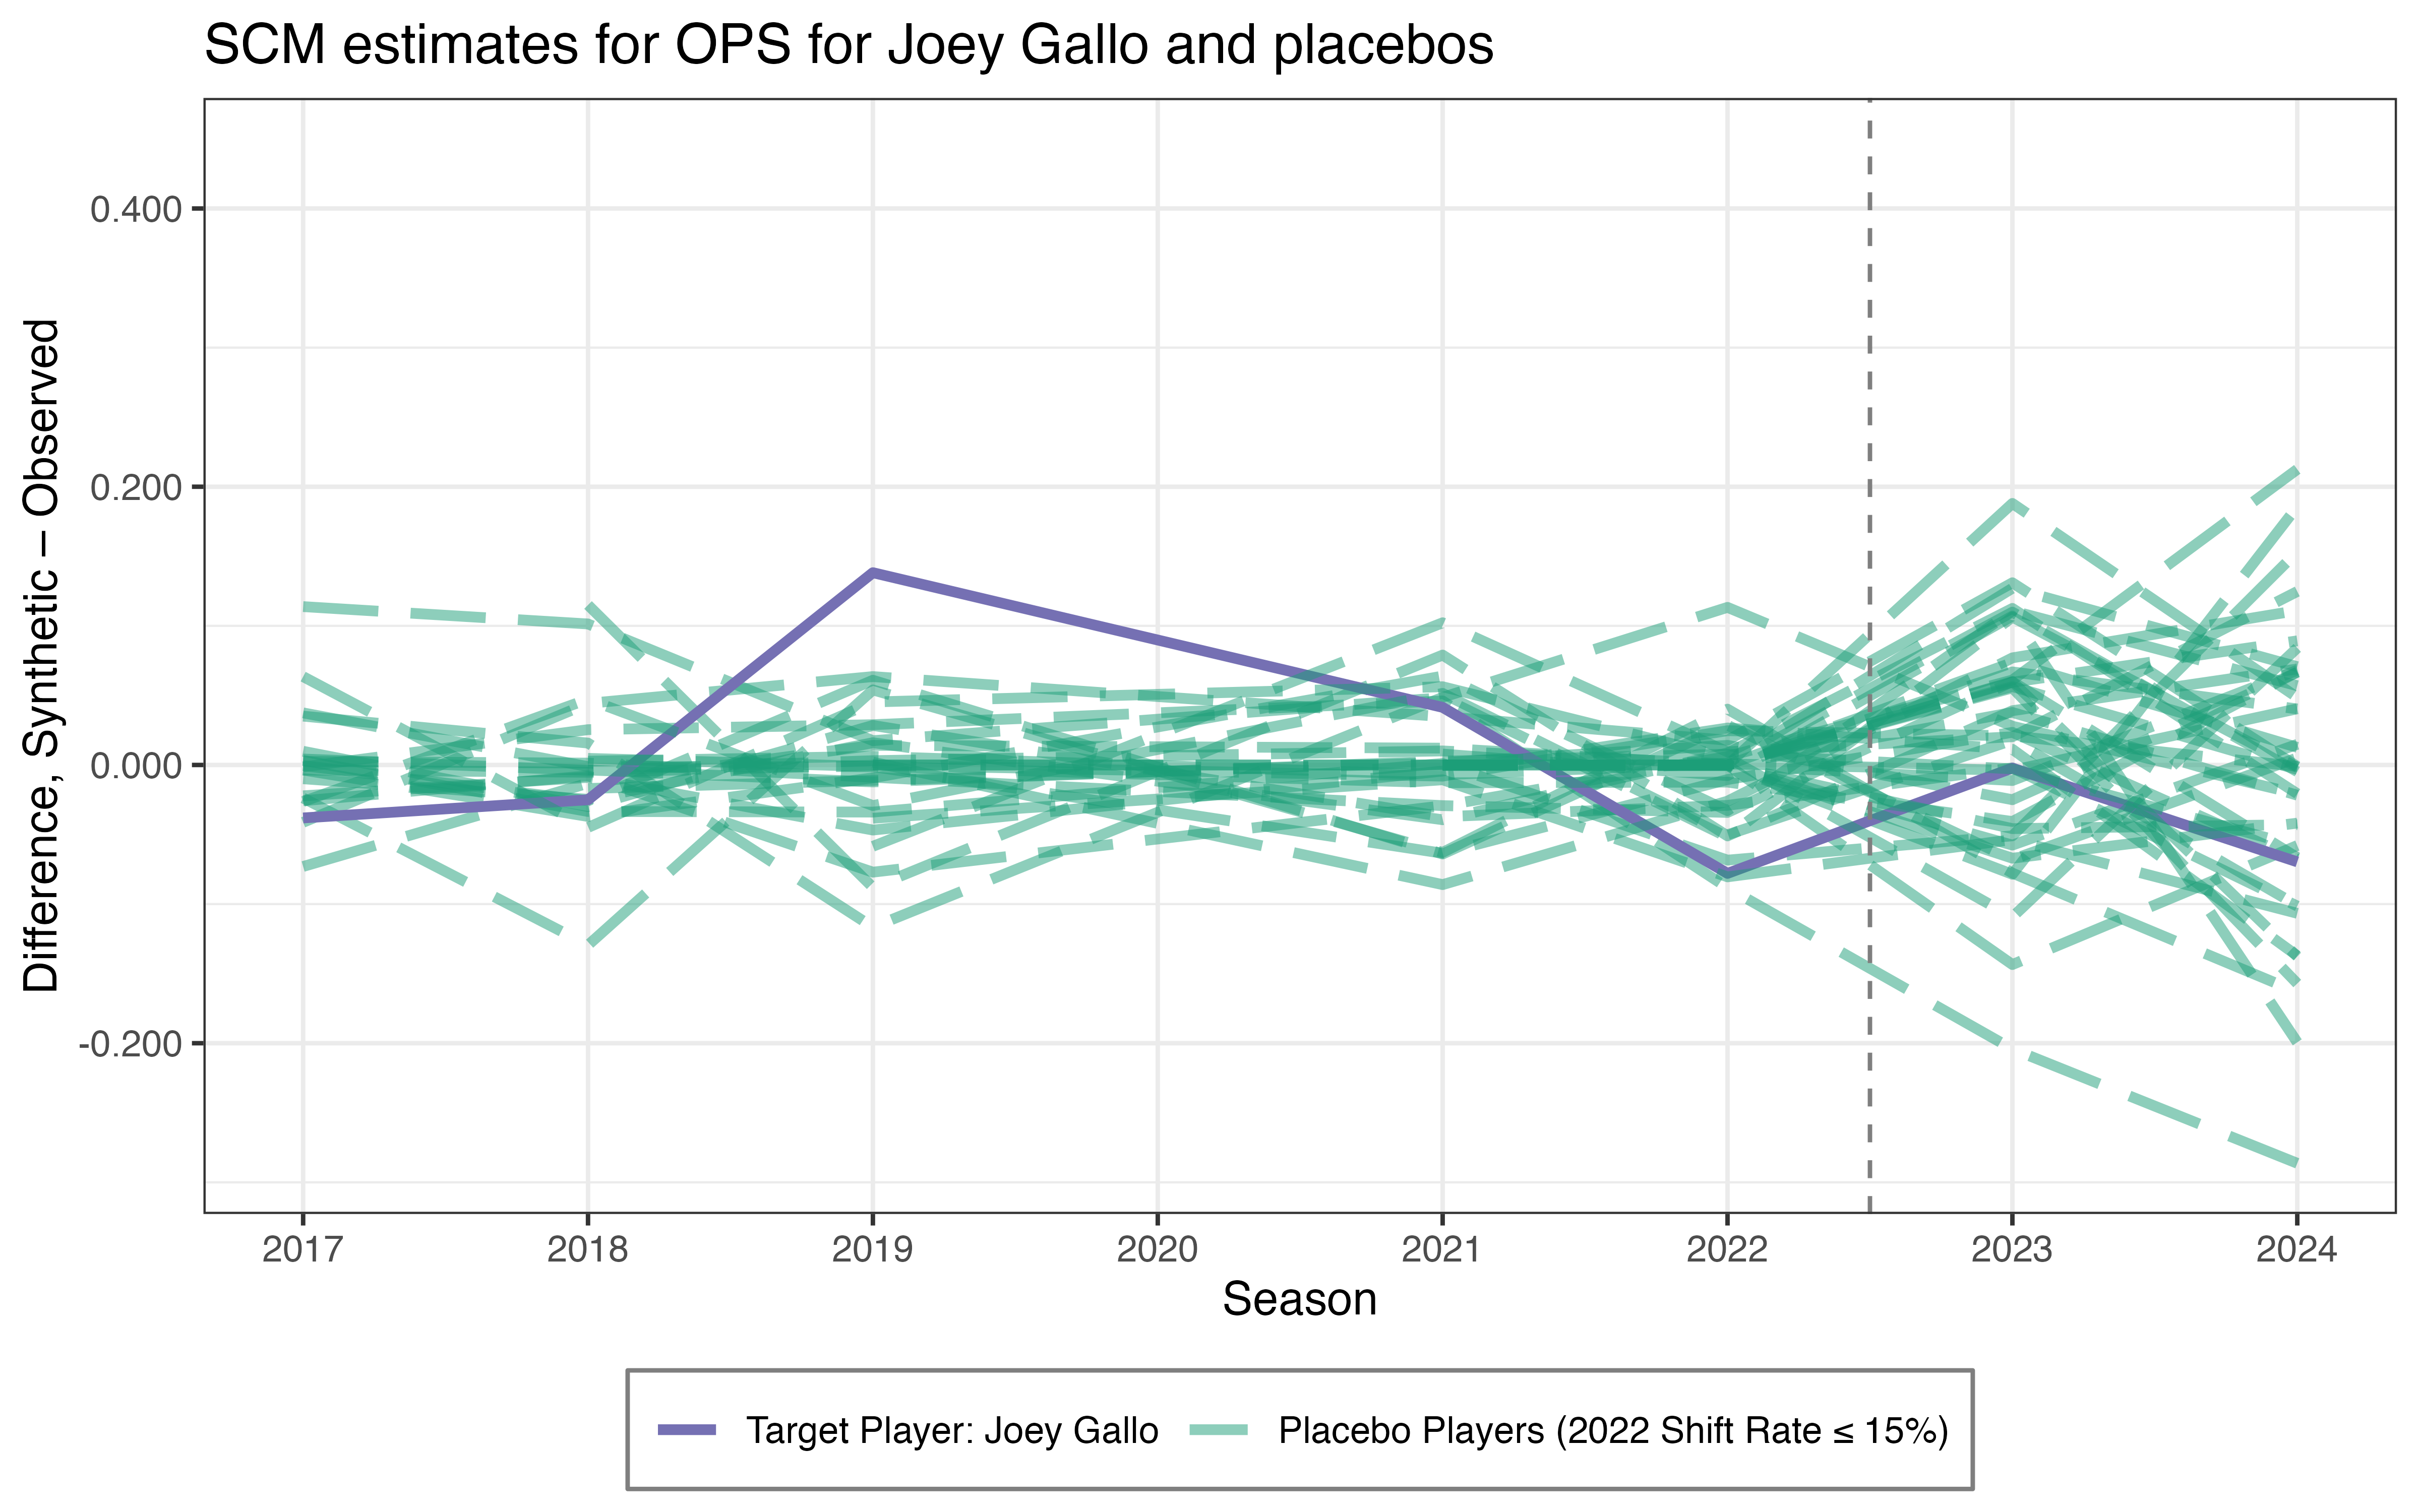 SCM estimates for OPS for Joey Gallo and placebos
Difference, Synthetic − Observed
0.400
0.200
0.000
-0.200
2017 2018 2019 2020 2021 2022 2023 2024
Season
Target Player: Joey Gallo Placebo Players (2022 Shift Rate ≤ 15%)